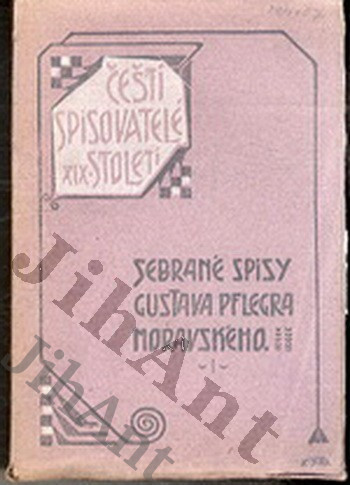 ČEŠTÍ
SPISOVATELÉ
XIX. STOLETÍ
SEBRANÉ SPISY
GUSTAVA PFLEGRA
MORAVSKÉHO.
I
JihAnt
JihAnt